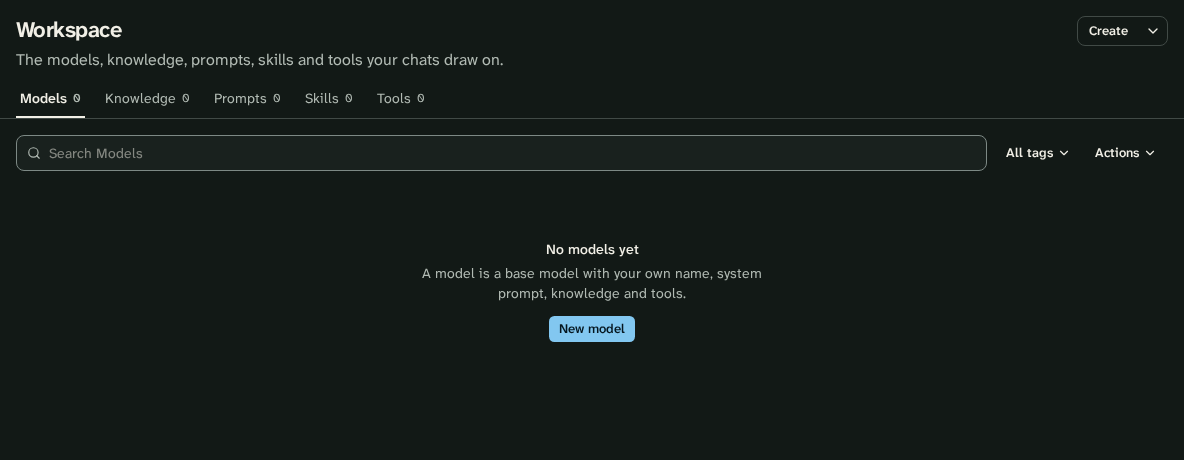 Workspace
Create
The models, knowledge, prompts, skills and tools your chats draw on.
Models 0 Knowledge 0 Prompts 0 Skills 0 Tools 0
Search Models
All tags
Actions
No models yet
A model is a base model with your own name, system
prompt, knowledge and tools.
New model